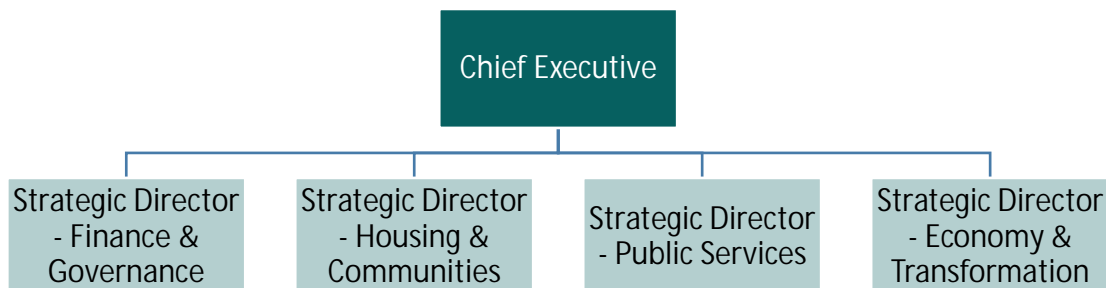 Chief Executive
Strategic Director
- Finance &
Governance
Strategic Director
- Housing &
Communities
Strategic Director
- Public Services
Strategic Director
- Economy &
Transformation